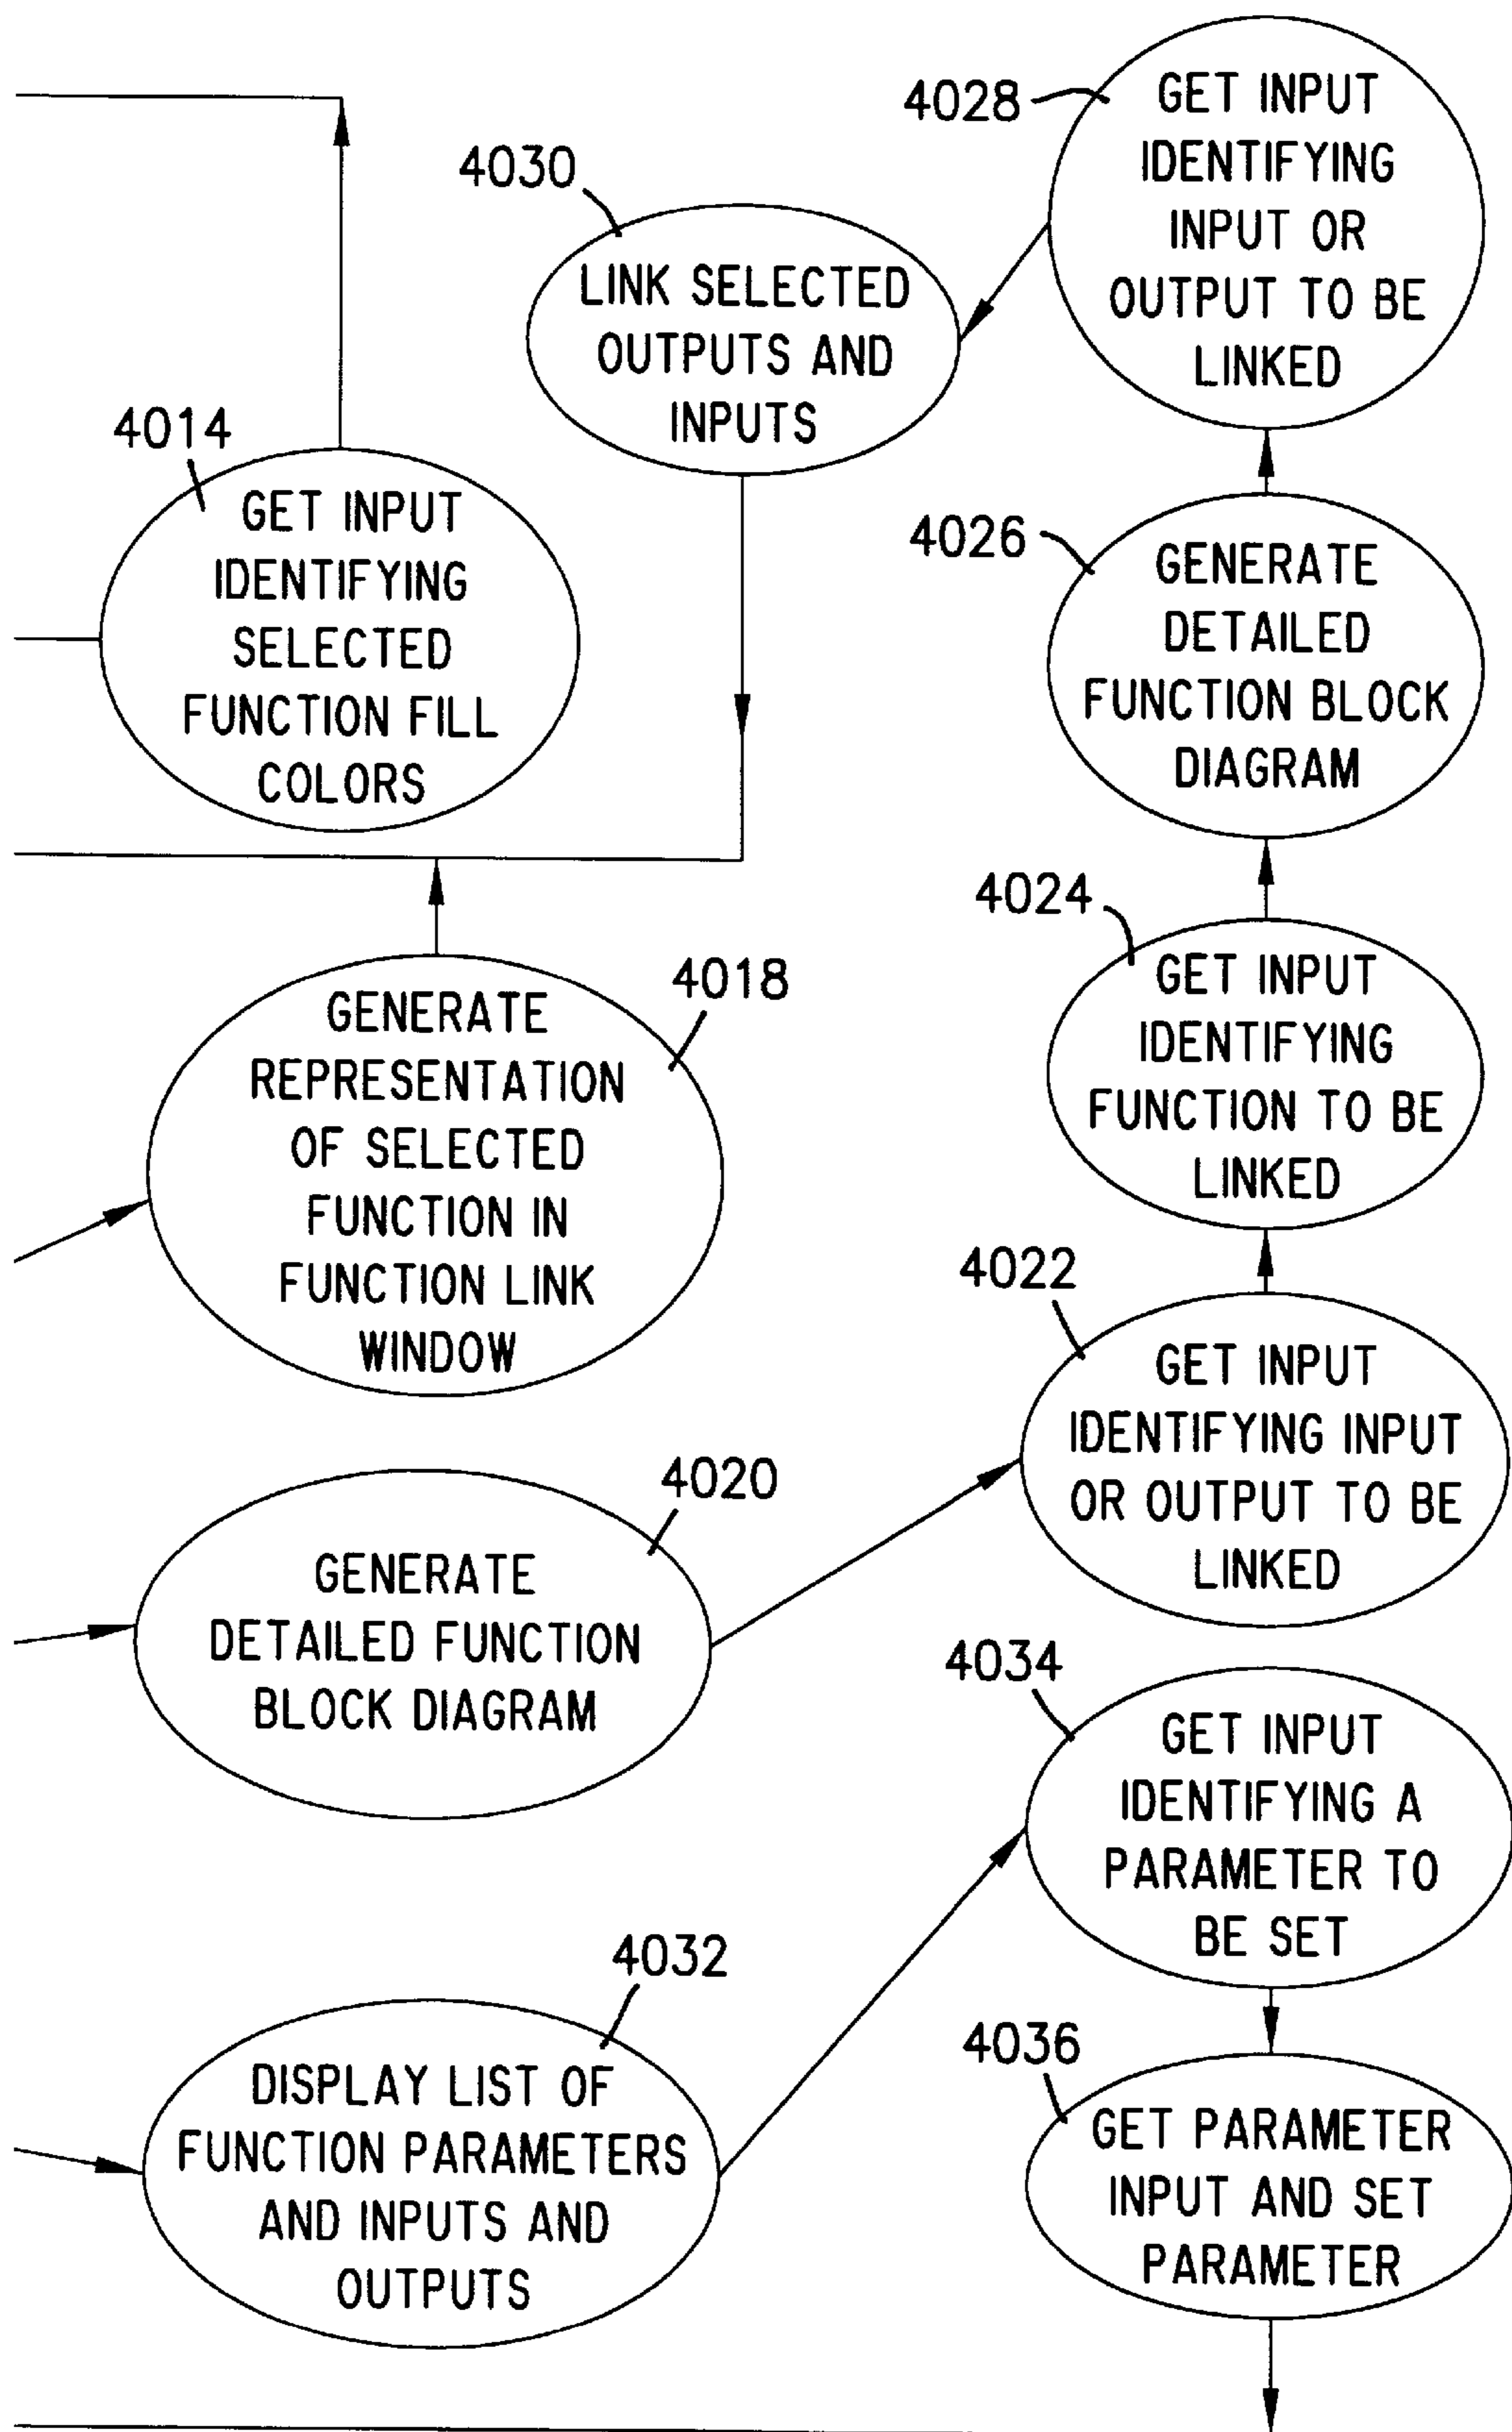 4028
GET INPUT
IDENTIFYING
INPUT OR
OUTPUT TO BE
LINKED
4030
LINK SELECTED
OUTPUTS AND
INPUTS
4014
GET INPUT
IDENTIFYING
SELECTED
FUNCTION FILL
COLORS
4026
GENERATE
DETAILED
FUNCTION BLOCK
DIAGRAM
4024
GET INPUT
IDENTIFYING
FUNCTION TO BE
LINKED
4018
GENERATE
REPRESENTATION
OF SELECTED
FUNCTION IN
FUNCTION LINK
WINDOW
4022
GET INPUT
IDENTIFYING INPUT
OR OUTPUT TO BE
LINKED
4020
GENERATE
DETAILED FUNCTION
BLOCK DIAGRAM
4034
GET INPUT
IDENTIFYING A
PARAMETER TO
BE SET
4032
DISPLAY LIST OF
FUNCTION PARAMETERS
AND INPUTS AND
OUTPUTS
4036
GET PARAMETER
INPUT AND SET
PARAMETER